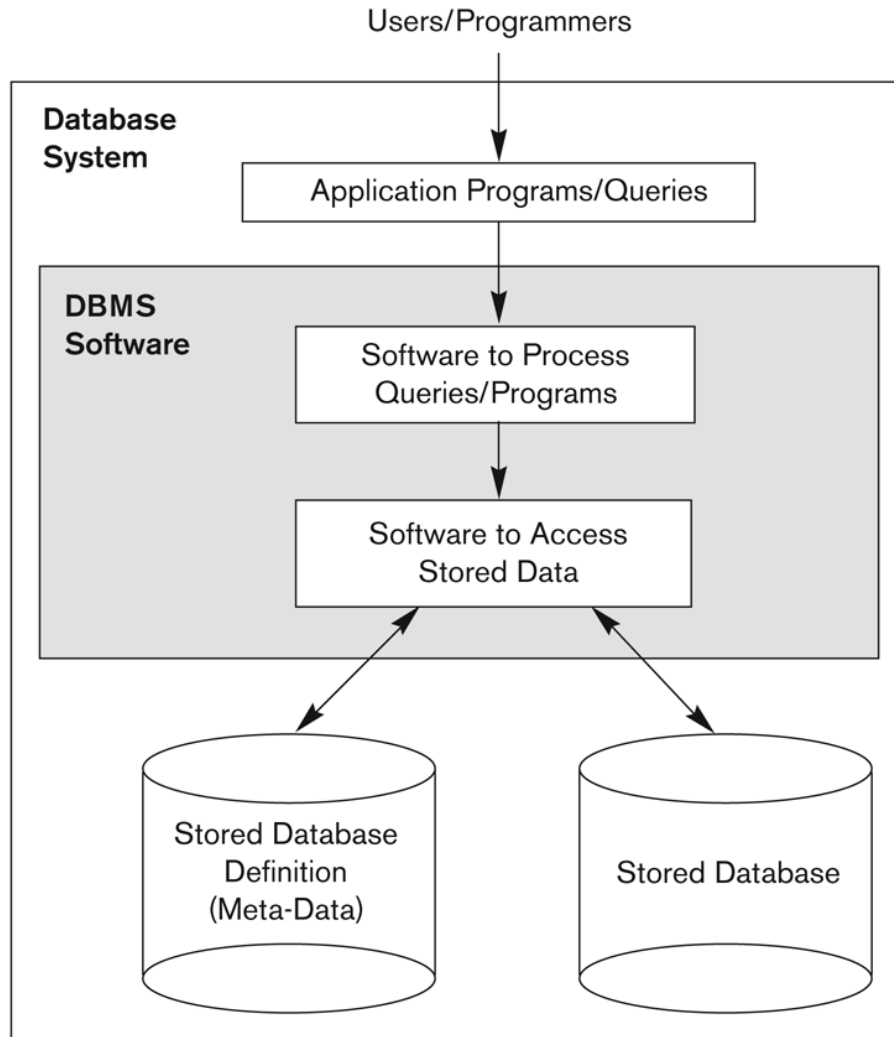 Users/Programmers
Database
System
Application Programs/Queries
DBMS
Software
Software to Process
Queries/Programs
Software to Access
Stored Data
Stored Database
Definition
(Meta-Data)
Stored Database